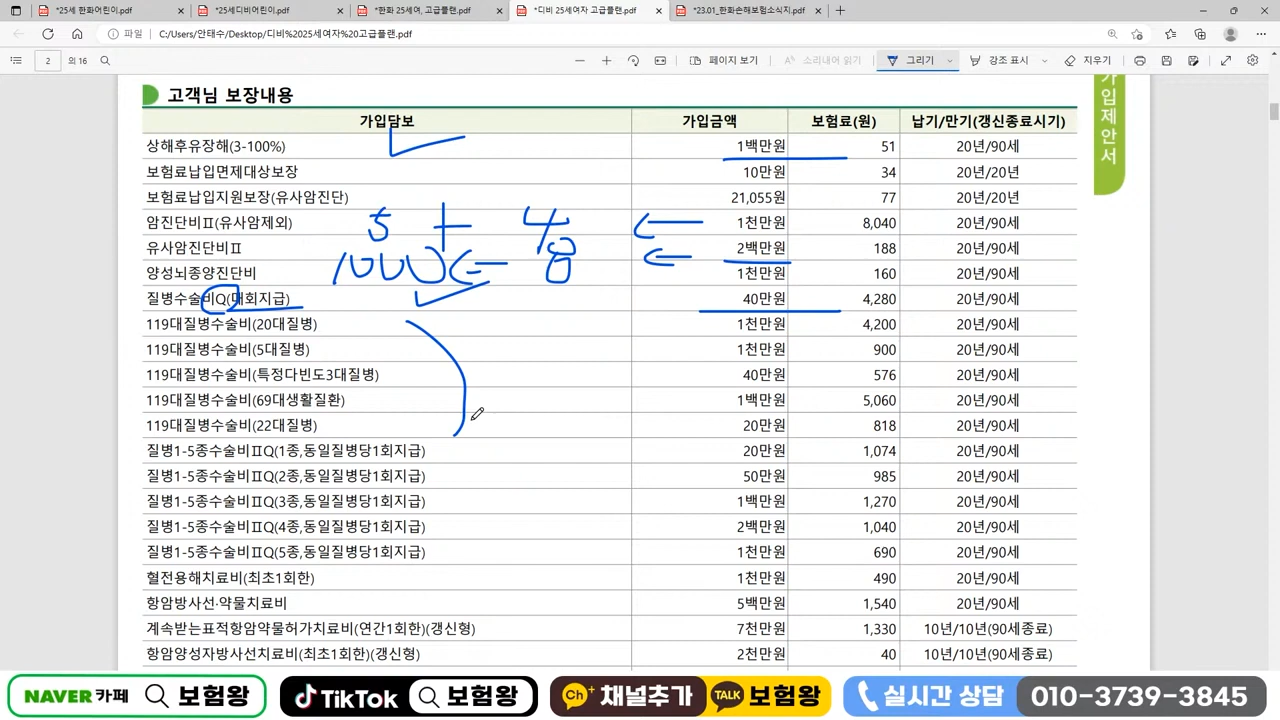 *25세 한화어린이.pdf *25세디비어린이.pdf *한화 25세여, 고급플랜.pdf *디비 25세여자 고급플랜.pdf *23.01_한화손해보험소식지.pdf
파일 C:/Users/안태수/Desktop/디비%2025세여자%20고급플랜.pdf
2 의 16 페이지 보기 소리내어 읽기 그리기 강조 표시 지우기
고객님 보장내용
가입제안서
가입담보 가입금액 보험료(원) 납기/만기(갱신종료시기)
상해후유장해(3-100%) 1백만원 51 20년/90세
보험료납입면제대상보장 10만원 34 20년/20년
보험료납입지원보장(유사암진단) 21,055원 77 20년/20년
암진단비Ⅱ(유사암제외) 5 + 40 1천만원 8,040 20년/90세
유사암진단비Ⅱ 2백만원 188 20년/90세
양성뇌종양진단비 1000 8 1천만원 160 20년/90세
질병수술비Q(매회지급) 40만원 4,280 20년/90세
119대질병수술비(20대질병) 1천만원 4,200 20년/90세
119대질병수술비(5대질병) 1천만원 900 20년/90세
119대질병수술비(특정다빈도3대질병) 40만원 576 20년/90세
119대질병수술비(69대생활질환) 1백만원 5,060 20년/90세
119대질병수술비(22대질병) 20만원 818 20년/90세
질병1-5종수술비ⅡQ(1종,동일질병당1회지급) 20만원 1,074 20년/90세
질병1-5종수술비ⅡQ(2종,동일질병당1회지급) 50만원 985 20년/90세
질병1-5종수술비ⅡQ(3종,동일질병당1회지급) 1백만원 1,270 20년/90세
질병1-5종수술비ⅡQ(4종,동일질병당1회지급) 2백만원 1,040 20년/90세
질병1-5종수술비ⅡQ(5종,동일질병당1회지급) 1천만원 690 20년/90세
혈전용해치료비(최초1회한) 1천만원 490 20년/90세
항암방사선·약물치료비 5백만원 1,540 20년/90세
계속받는표적항암약물허가치료비(연간1회한)(갱신형) 7천만원 1,330 10년/10년(90세종료)
항암양성자방사선치료비(최초1회한)(갱신형) 2천만원 40 10년/10년(90세종료)
NAVER 카페 보험왕 TikTok 보험왕 Ch+ 채널추가 TALK 보험왕 실시간 상담 010-3739-3845